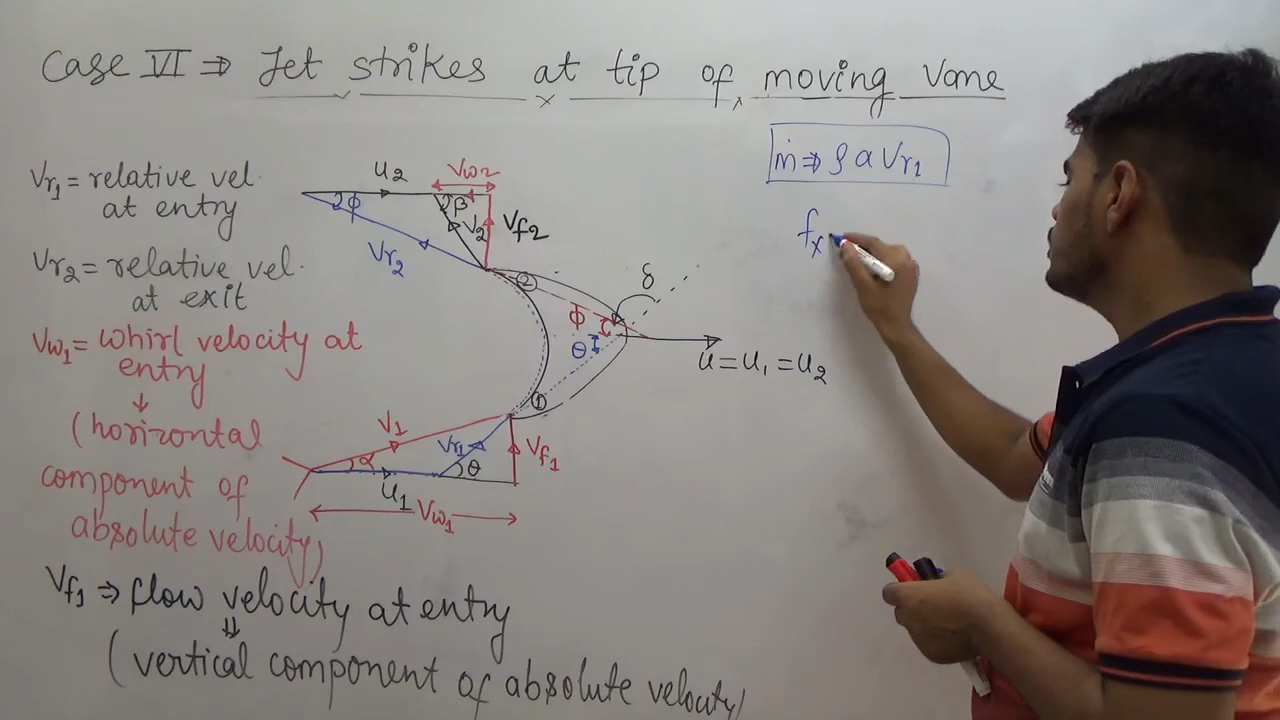 Case VI ⇒ Jet strikes at tip of moving Vane
ṁ ⇒ ρ a Vr1
fx
Vr1 = relative vel.
at entry
Vr2 = relative vel.
at exit
Vw1 = whirl velocity at
entry
↓
(horizontal
component of
absolute velocity)
Vf1 ⇒ flow velocity at entry
⇓
(vertical component of absolute velocity)
u2
Vw2
ϕ
β
V2
Vf2
Vr2
②
δ
ϕ
θ
u = u1 = u2
①
V1
Vr1
Vf1
α
θ
u1
Vw1